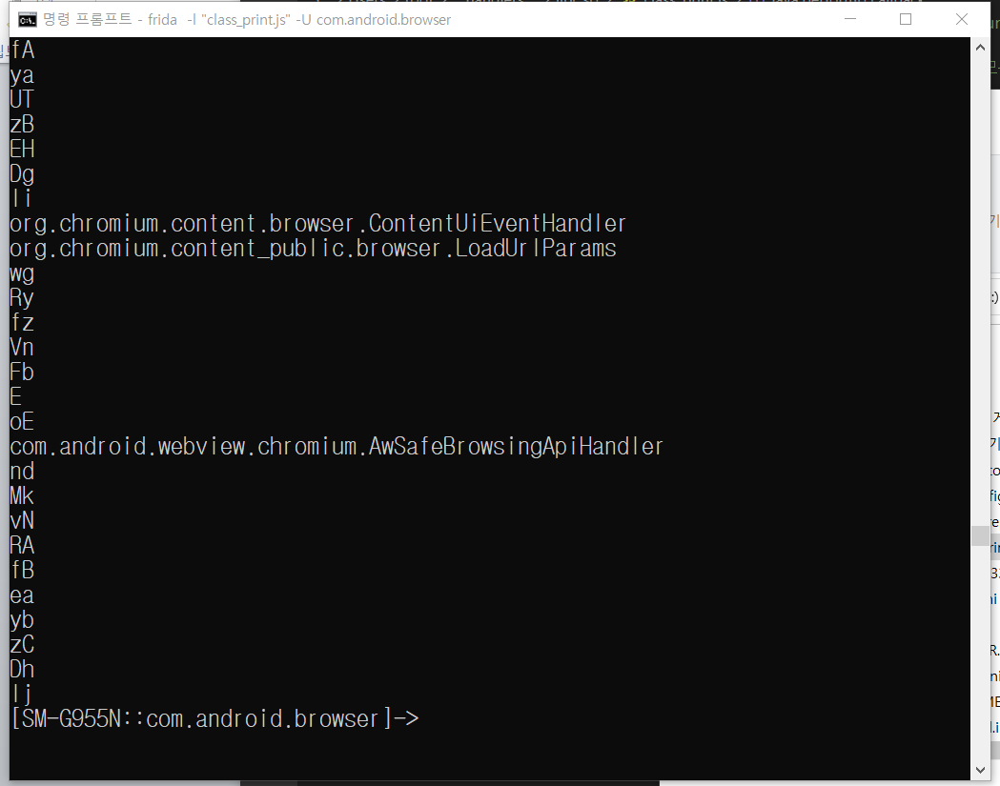 명령 프롬프트 - frida -l "class_print.js" -U com.android.browser
fA
ya
UT
zB
EH
Dg
li
org.chromium.content.browser.ContentUiEventHandler
org.chromium.content_public.browser.LoadUrlParams
wg
Ry
fz
Vn
Fb
E
oE
com.android.webview.chromium.AwSafeBrowsingApiHandler
nd
Mk
vN
RA
fB
ea
yb
zC
Dh
lj
[SM-G955N::com.android.browser]->